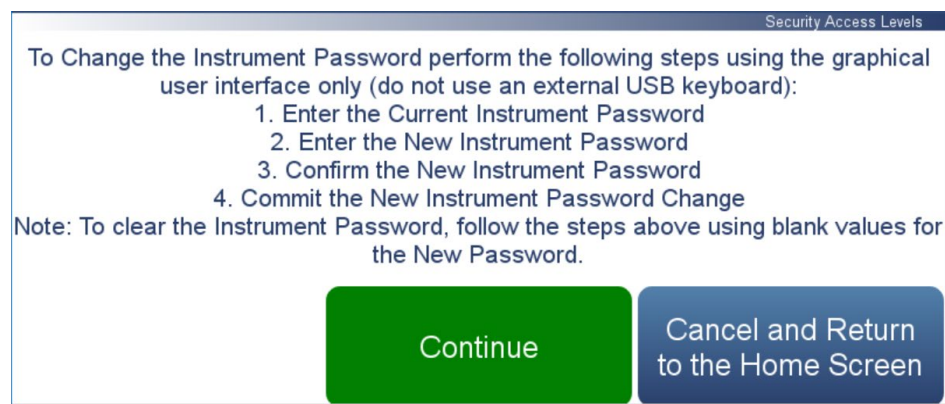 Security Access Levels
To Change the Instrument Password perform the following steps using the graphical
user interface only (do not use an external USB keyboard):
1. Enter the Current Instrument Password
2. Enter the New Instrument Password
3. Confirm the New Instrument Password
4. Commit the New Instrument Password Change
Note: To clear the Instrument Password, follow the steps above using blank values for
the New Password.
Continue
Cancel and Return
to the Home Screen